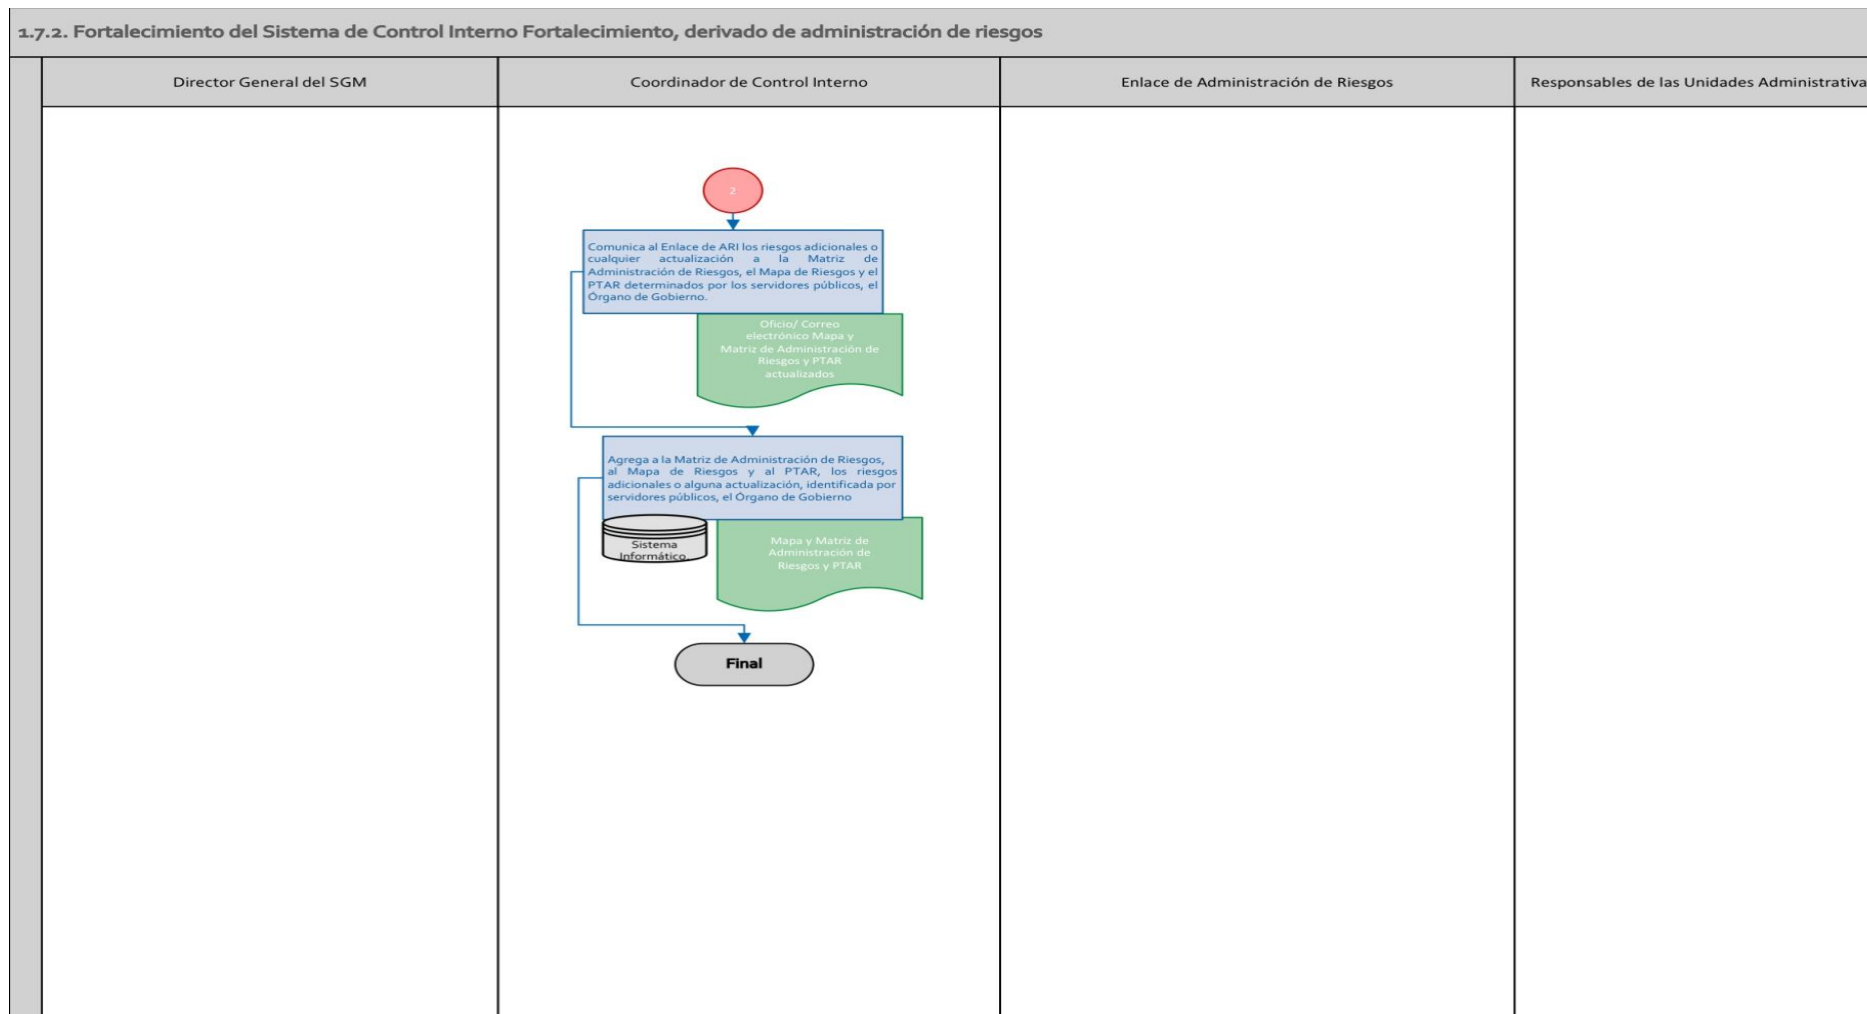 1.7.2. Fortalecimiento del Sistema de Control Interno Fortalecimiento, derivado de administración de riesgos
Director General del SGM
Coordinador de Control Interno
Enlace de Administración de Riesgos
Responsables de las Unidades Administrativa
2
Comunica al Enlace de ARI los riesgos adicionales o
cualquier actualización a la Matriz de
Administración de Riesgos, el Mapa de Riesgos y el
PTAR determinados por los servidores públicos, el
Órgano de Gobierno.
Oficio/ Correo
electrónico Mapa y
Matriz de Administración de
Riesgos y PTAR
actualizados
Agrega a la Matriz de Administración de Riesgos,
al Mapa de Riesgos y al PTAR, los riesgos
adicionales o alguna actualización, identificada por
servidores públicos, el Órgano de Gobierno
Sistema
Informático.
Mapa y Matriz de
Administración de
Riesgos y PTAR
Final